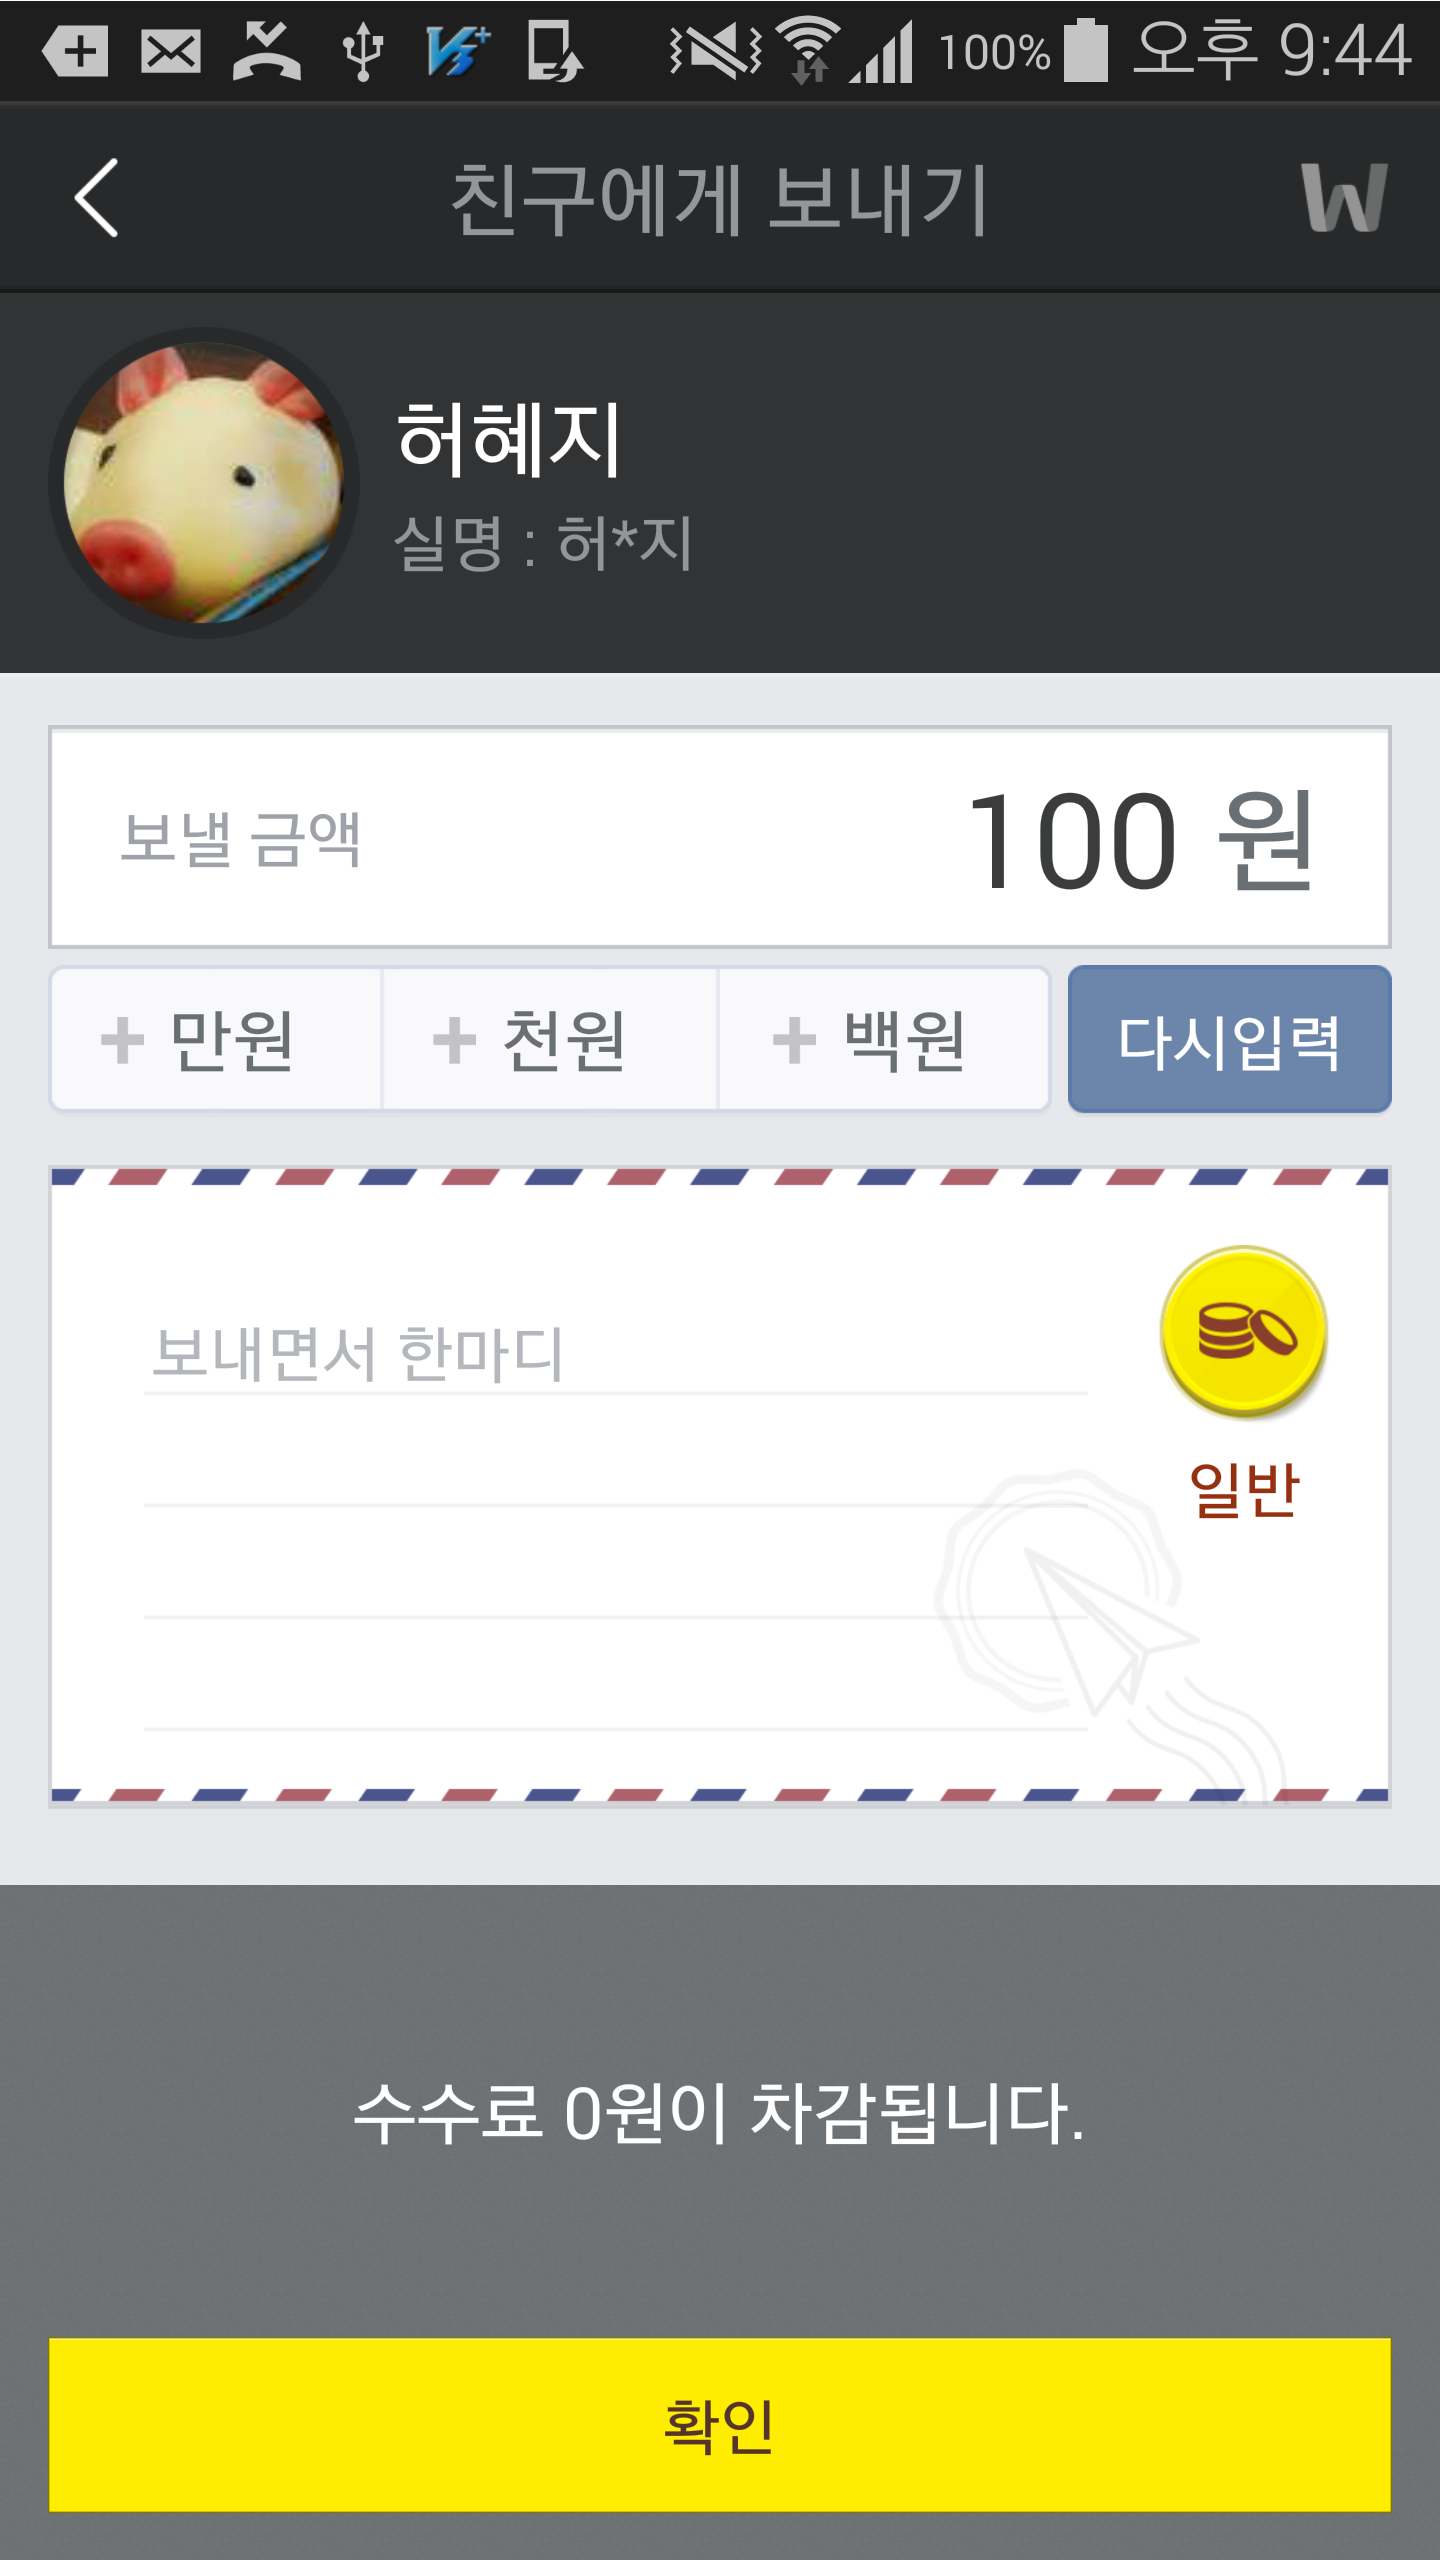 100% 오후 9:44
친구에게 보내기 W
허혜지
실명 : 허*지
보낼 금액 100 원
+ 만원 + 천원 + 백원 다시입력
보내면서 한마디
일반
수수료 0원이 차감됩니다.
확인